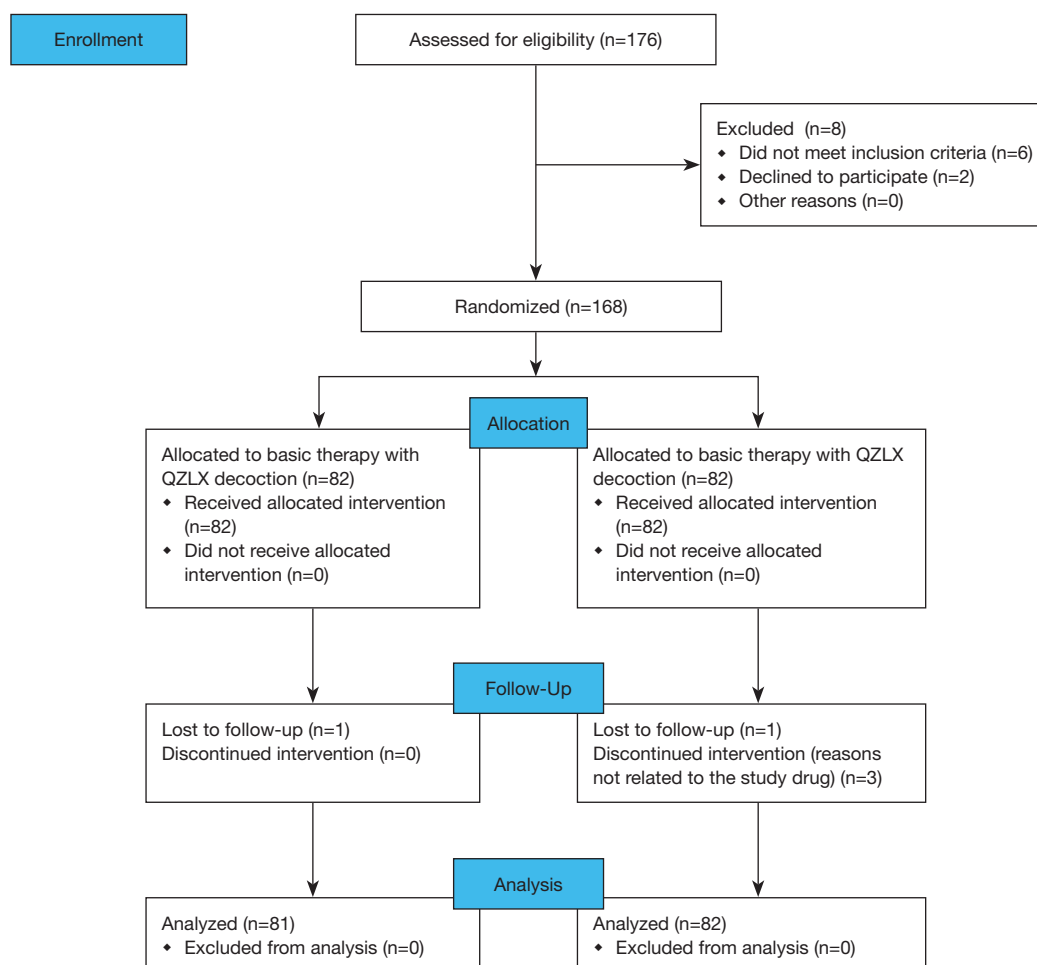 Enrollment
Assessed for eligibility (n=176)
Excluded (n=8)
◆ Did not meet inclusion criteria (n=6)
◆ Declined to participate (n=2)
◆ Other reasons (n=0)
Randomized (n=168)
Allocation
Allocated to basic therapy with
QZLX decoction (n=82)
◆ Received allocated intervention
(n=82)
◆ Did not receive allocated
intervention (n=0)
Allocated to basic therapy with QZLX
decoction (n=82)
◆ Received allocated intervention
(n=82)
◆ Did not receive allocated
intervention (n=0)
Follow-Up
Lost to follow-up (n=1)
Discontinued intervention (n=0)
Lost to follow-up (n=1)
Discontinued intervention (reasons
not related to the study drug) (n=3)
Analysis
Analyzed (n=81)
◆ Excluded from analysis (n=0)
Analyzed (n=82)
◆ Excluded from analysis (n=0)